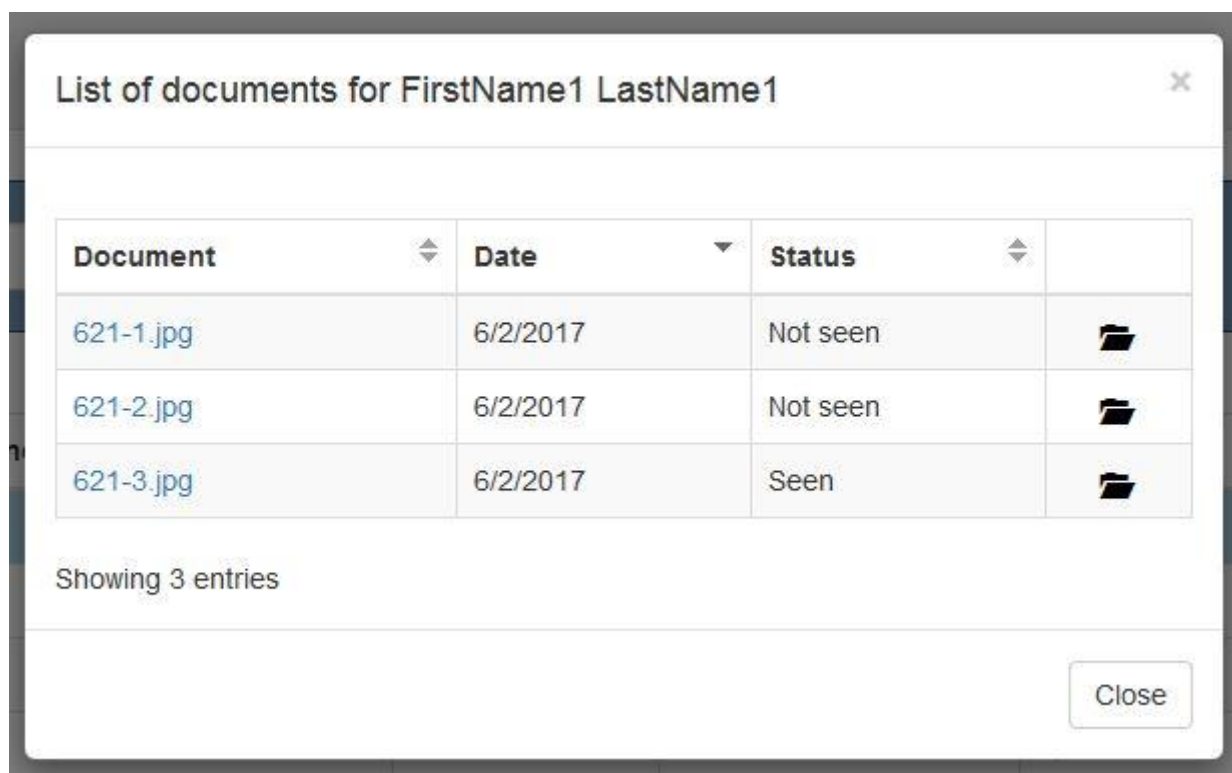 List of documents for FirstName1 LastName1 ×
Document Date Status
621-1.jpg 6/2/2017 Not seen
621-2.jpg 6/2/2017 Not seen
621-3.jpg 6/2/2017 Seen
Showing 3 entries
Close